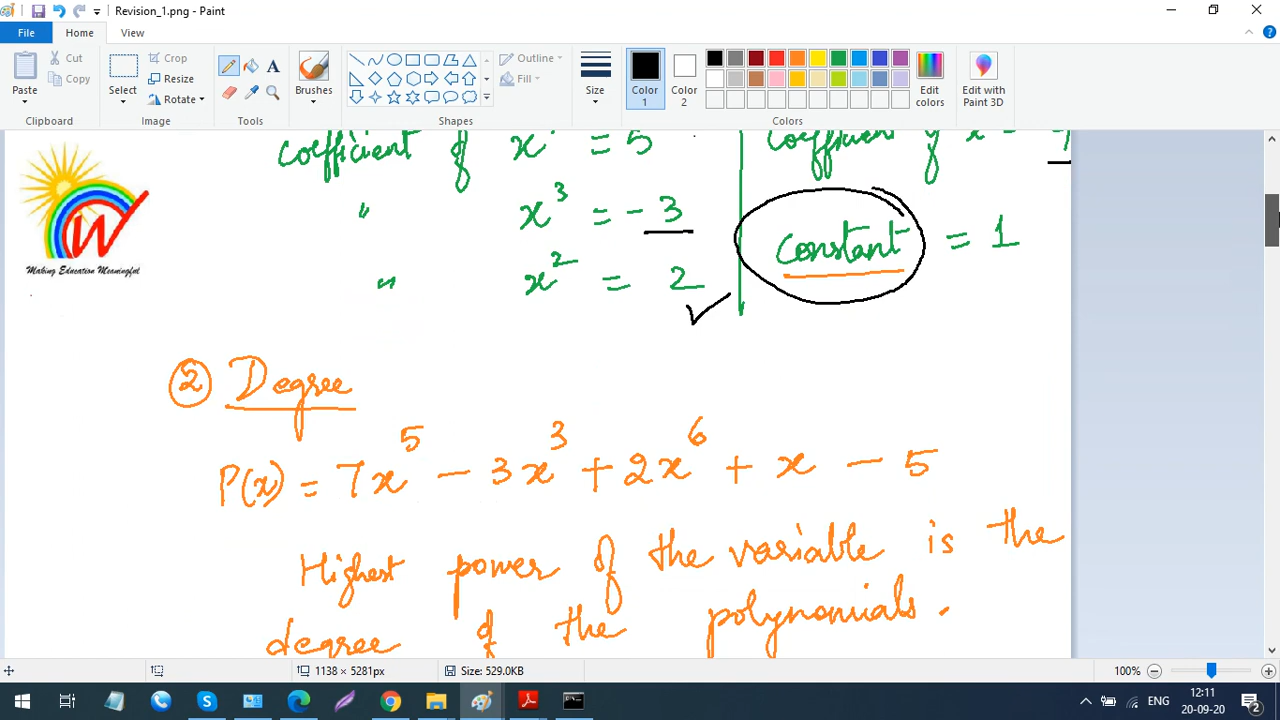 Revision_1.png - Paint
File Home View
Paste Cut Copy Clipboard
Select Crop Resize Rotate Image
Tools
Brushes
Outline Fill Shapes
Size
Color 1 Color 2 Edit colors Edit with Paint 3D Colors
coefficient of x = 5
coefficient of x =
" x³ = - 3
constant = 1
" x² = 2
Making Education Meaningful
② Degree
P(x) = 7x⁵ - 3x³ + 2x⁶ + x - 5
Highest power of the variable is the
degree of the polynomials.
1138 × 5281px Size: 529.0KB 100%
ENG 12:11 20-09-20 2